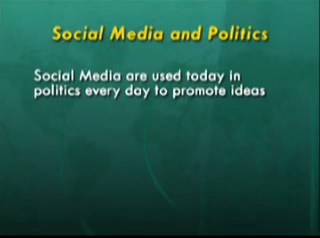 Social Media and Politics
Social Media are used today in
politics every day to promote ideas